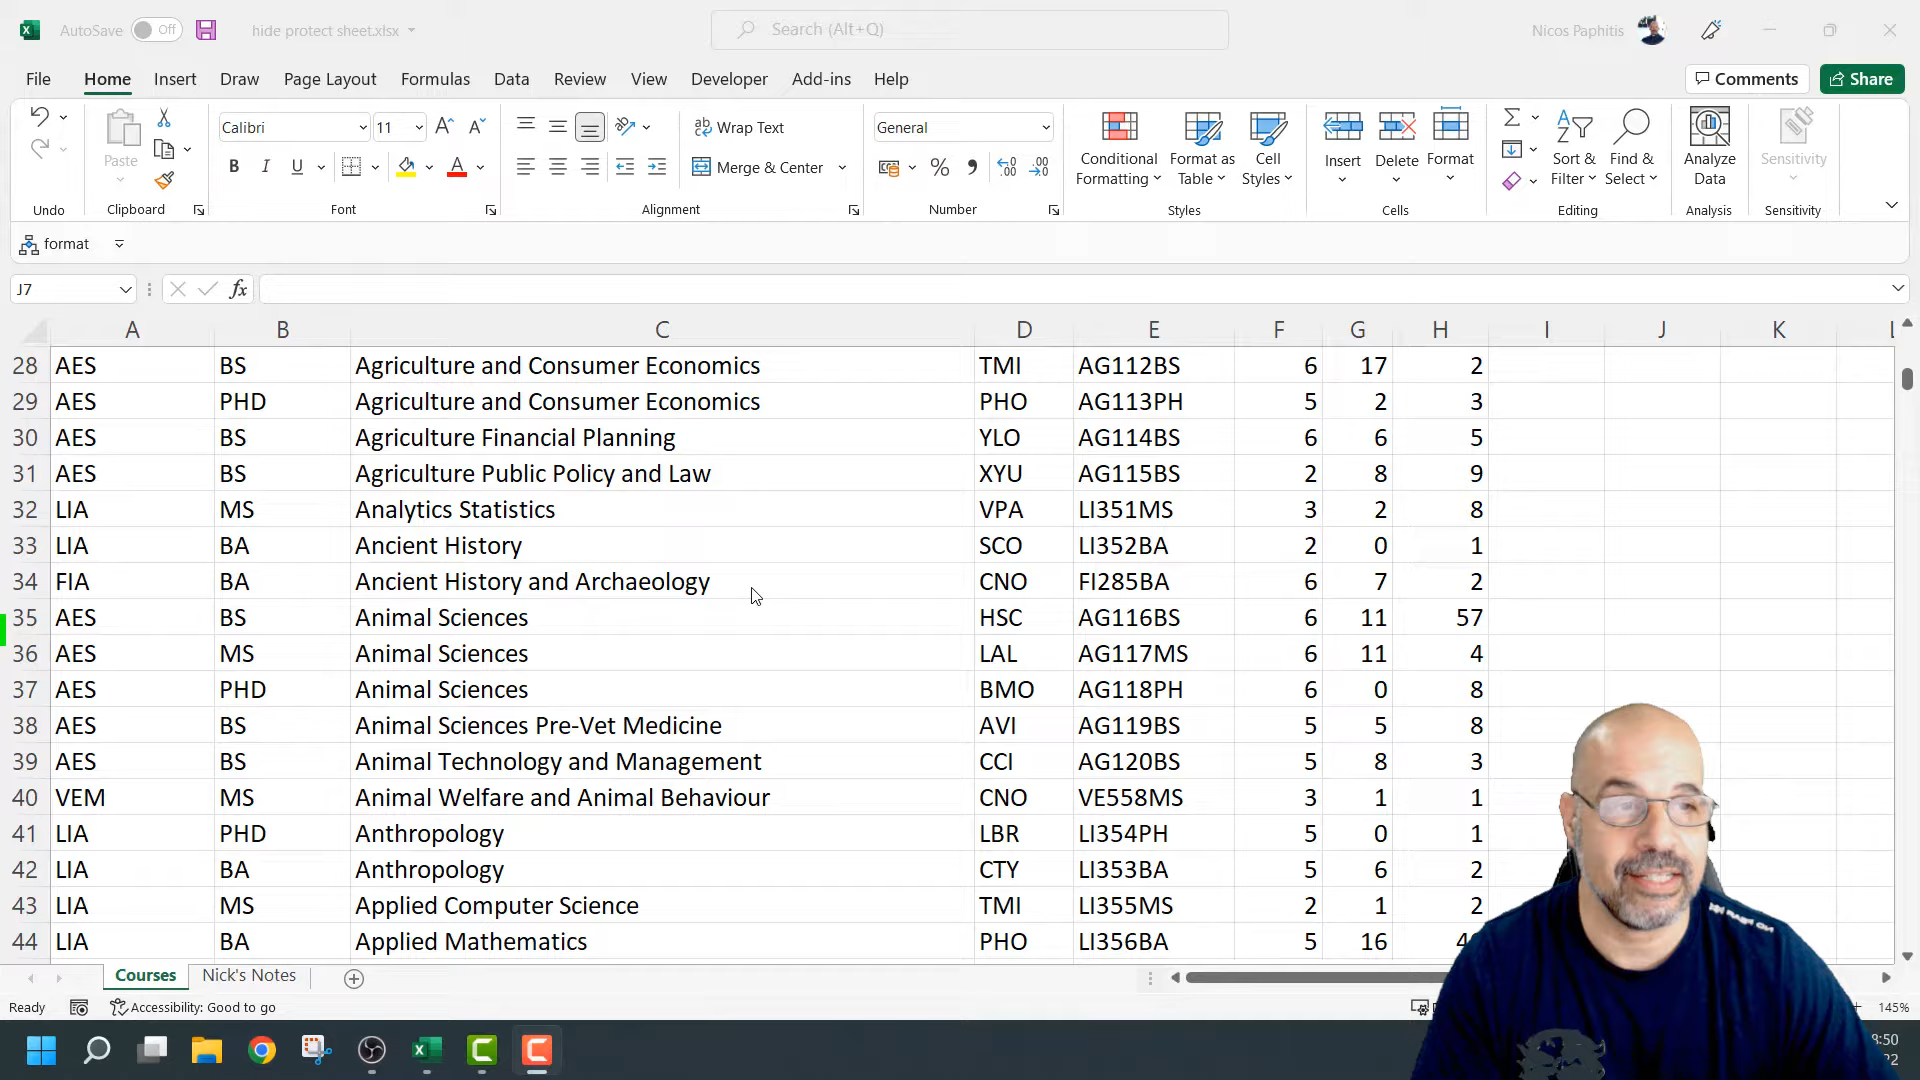 AutoSave Off hide protect sheet.xlsx Search (Alt+Q) Nicos Paphitis
File Home Insert Draw Page Layout Formulas Data Review View Developer Add-ins Help Comments Share
Paste Calibri 11 B I U A Wrap Text Merge & Center General % Conditional Formatting Format as Table Cell Styles Insert Delete Format Sort & Filter Find & Select Analyze Data Sensitivity
Undo Clipboard Font Alignment Number Styles Cells Editing Analysis Sensitivity
format
J7 fx
A B C D E F G H I J K L
28 AES BS Agriculture and Consumer Economics TMI AG112BS 6 17 2
29 AES PHD Agriculture and Consumer Economics PHO AG113PH 5 2 3
30 AES BS Agriculture Financial Planning YLO AG114BS 6 6 5
31 AES BS Agriculture Public Policy and Law XYU AG115BS 2 8 9
32 LIA MS Analytics Statistics VPA LI351MS 3 2 8
33 LIA BA Ancient History SCO LI352BA 2 0 1
34 FIA BA Ancient History and Archaeology CNO FI285BA 6 7 2
35 AES BS Animal Sciences HSC AG116BS 6 11 57
36 AES MS Animal Sciences LAL AG117MS 6 11 4
37 AES PHD Animal Sciences BMO AG118PH 6 0 8
38 AES BS Animal Sciences Pre-Vet Medicine AVI AG119BS 5 5 8
39 AES BS Animal Technology and Management CCI AG120BS 5 8 3
40 VEM MS Animal Welfare and Animal Behaviour CNO VE558MS 3 1 1
41 LIA PHD Anthropology LBR LI354PH 5 0 1
42 LIA BA Anthropology CTY LI353BA 5 6 2
43 LIA MS Applied Computer Science TMI LI355MS 2 1 2
44 LIA BA Applied Mathematics PHO LI356BA 5 16
Courses Nick's Notes
Ready Accessibility: Good to go 145%